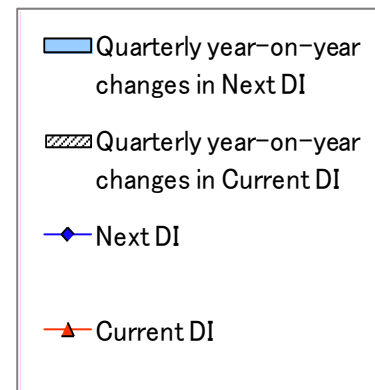 Quarterly year-on-year
changes in Next DI
Quarterly year-on-year
changes in Current DI
Next DI
Current DI